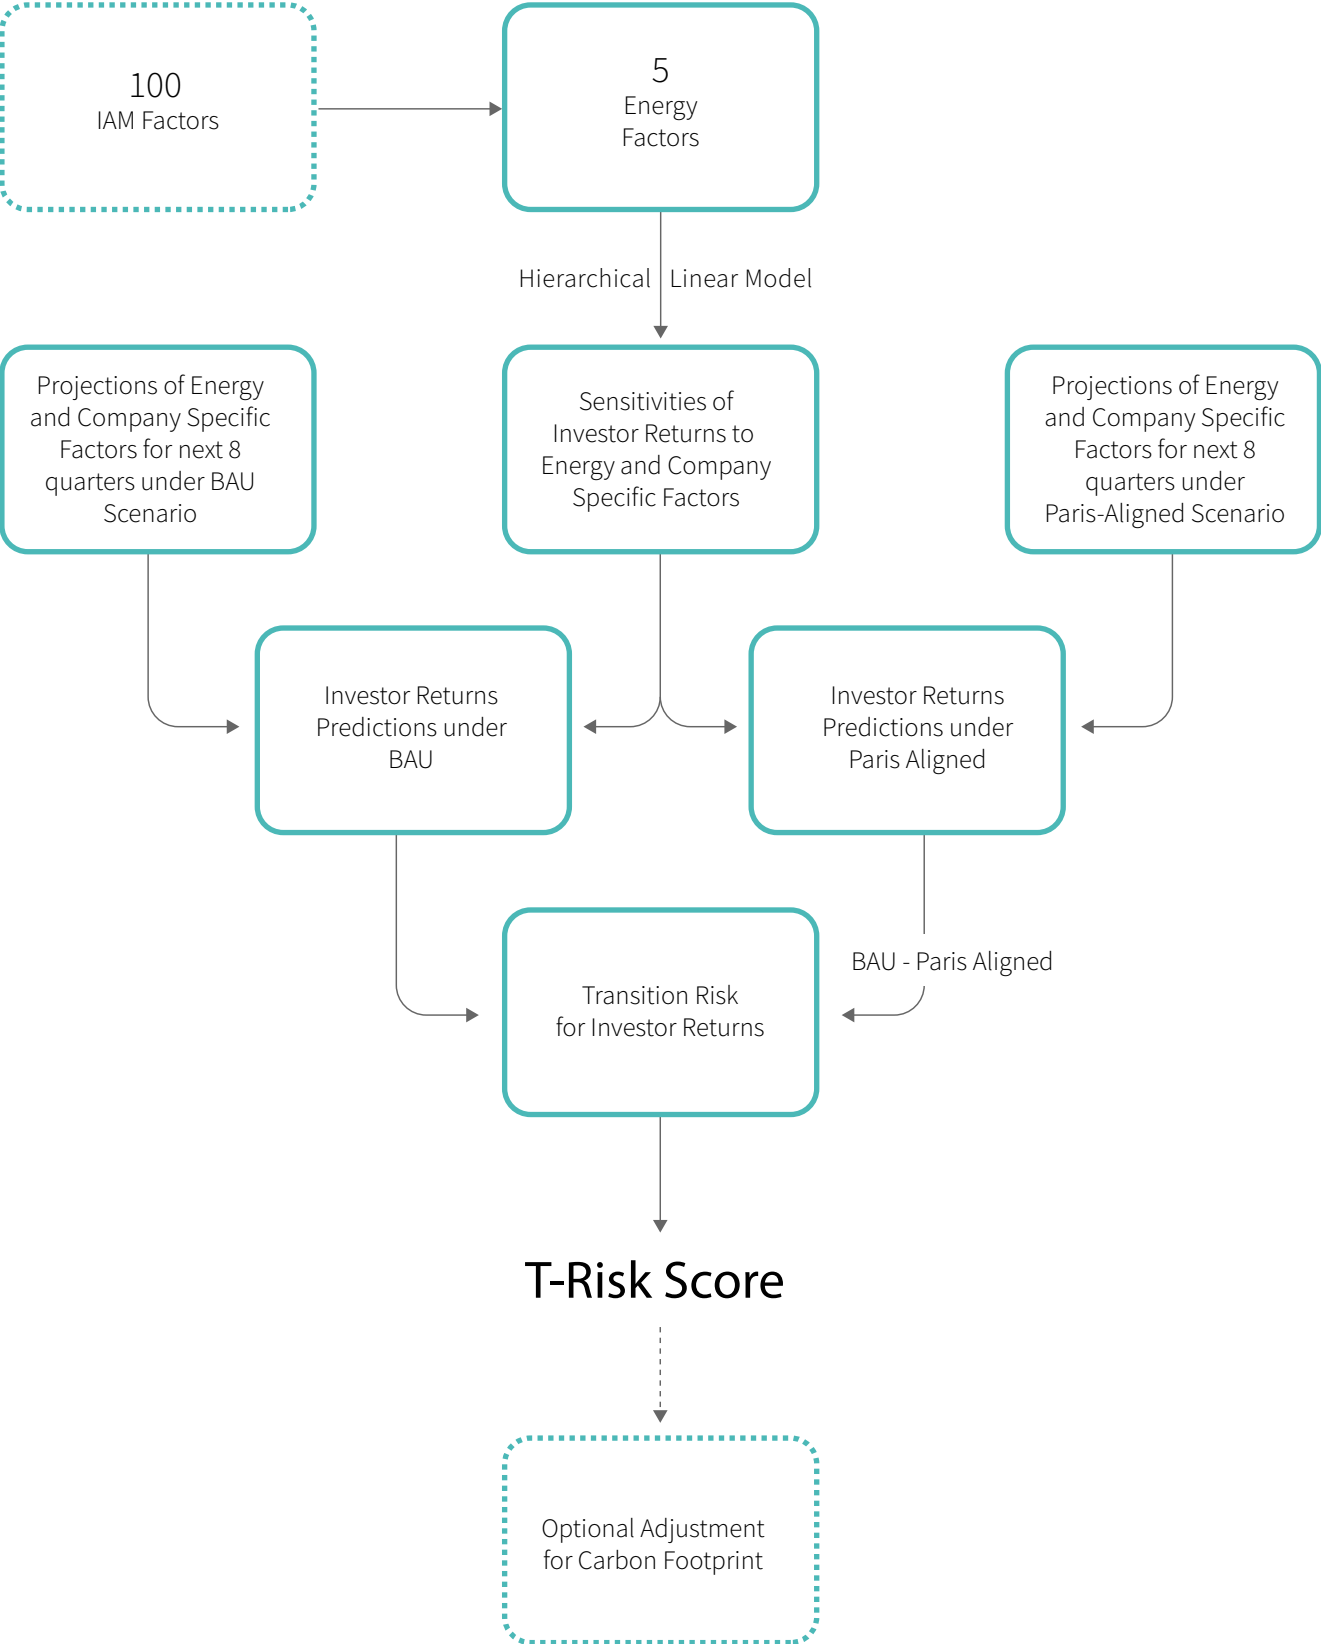 100
IAM Factors
5
Energy
Factors
Hierarchical Linear Model
Projections of Energy
and Company Specific
Factors for next 8
quarters under BAU
Scenario
Sensitivities of
Investor Returns to
Energy and Company
Specific Factors
Projections of Energy
and Company Specific
Factors for next 8
quarters under
Paris-Aligned Scenario
Investor Returns
Predictions under
BAU
Investor Returns
Predictions under
Paris Aligned
BAU - Paris Aligned
Transition Risk
for Investor Returns
T-Risk Score
Optional Adjustment
for Carbon Footprint